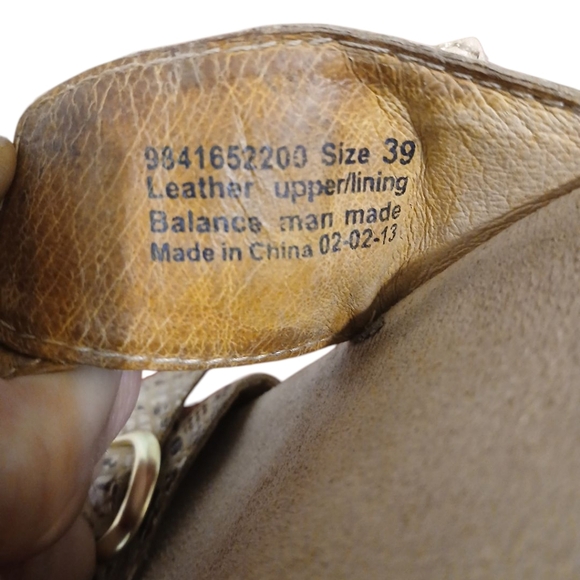 9841652200 Size 39
Leather upper/lining
Balance man made
Made in China 02-02-13